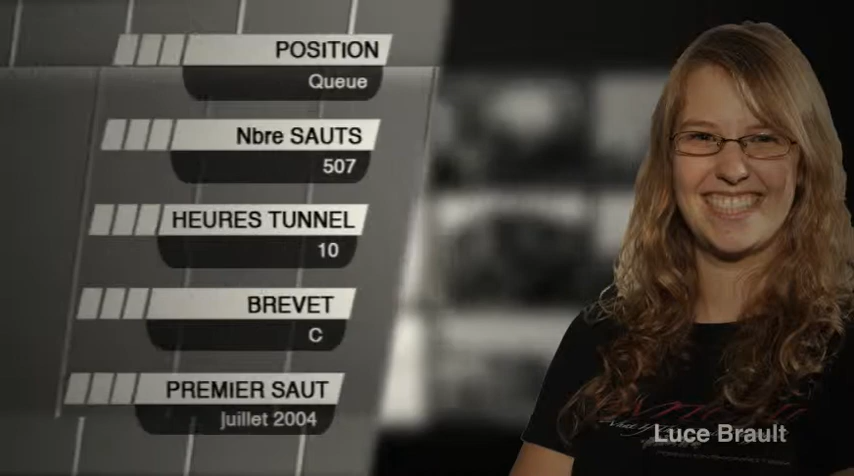 POSITION
Queue
Nbre SAUTS
507
HEURES TUNNEL
10
BREVET
C
PREMIER SAUT
Juillet 2004
Luce Brault